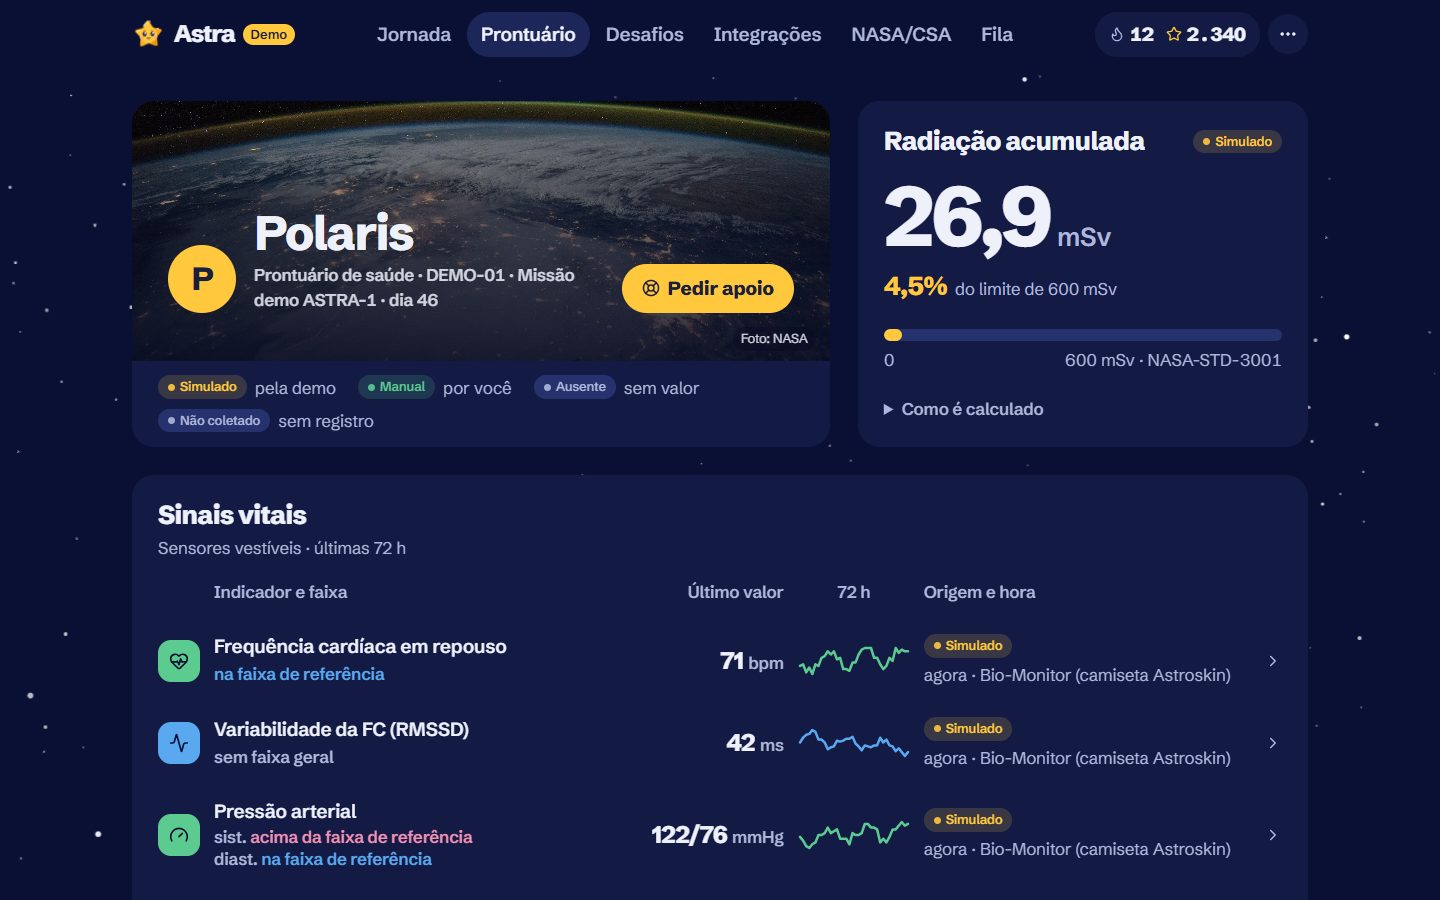 Astra Demo Jornada Prontuário Desafios Integrações NASA/CSA Fila 12 2.340
Polaris
P
Prontuário de saúde · DEMO-01 · Missão
demo ASTRA-1 · dia 46
Pedir apoio
Foto: NASA
Simulado pela demo Manual por você Ausente sem valor
Não coletado sem registro
Radiação acumulada Simulado
26,9 mSv
4,5% do limite de 600 mSv
0 600 mSv · NASA-STD-3001
Como é calculado
Sinais vitais
Sensores vestíveis · últimas 72 h
Indicador e faixa Último valor 72 h Origem e hora
Frequência cardíaca em repouso
na faixa de referência
71 bpm
Simulado
agora · Bio-Monitor (camiseta Astroskin)
Variabilidade da FC (RMSSD)
sem faixa geral
42 ms
Simulado
agora · Bio-Monitor (camiseta Astroskin)
Pressão arterial
sist. acima da faixa de referência
diast. na faixa de referência
122/76 mmHg
Simulado
agora · Bio-Monitor (camiseta Astroskin)